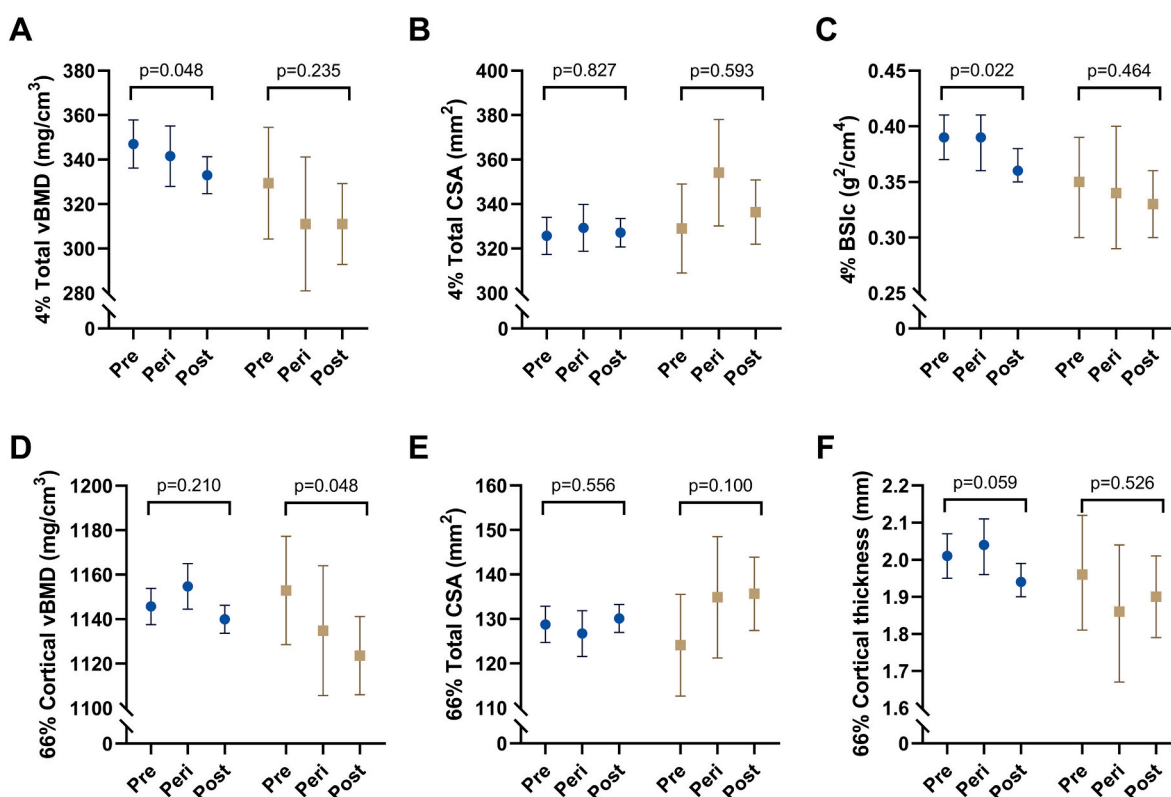 A
p=0.048
p=0.235
4% Total vBMD (mg/cm³)
380
360
340
320
300
280
0
Pre
Peri
Post
Pre
Peri
Post
B
p=0.827
p=0.593
4% Total CSA (mm²)
400
380
360
340
320
300
0
Pre
Peri
Post
Pre
Peri
Post
C
p=0.022
p=0.464
4% BSIc (g²/cm⁴)
0.45
0.40
0.35
0.30
0.25
0
Pre
Peri
Post
Pre
Peri
Post
D
p=0.210
p=0.048
66% Cortical vBMD (mg/cm³)
1200
1180
1160
1140
1120
1100
0
Pre
Peri
Post
Pre
Peri
Post
E
p=0.556
p=0.100
66% Total CSA (mm²)
160
150
140
130
120
110
0
Pre
Peri
Post
Pre
Peri
Post
F
p=0.059
p=0.526
66% Cortical thickness (mm)
2.2
2.1
2.0
1.9
1.8
1.7
1.6
0
Pre
Peri
Post
Pre
Peri
Post